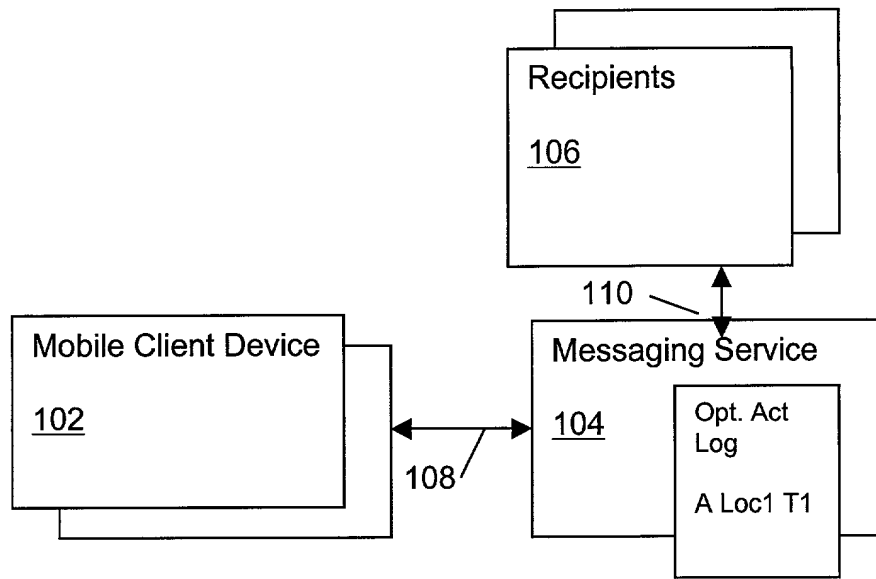 Recipients
106
110
Mobile Client Device
102
108
Messaging Service
104
Opt. Act
Log
A Loc1 T1